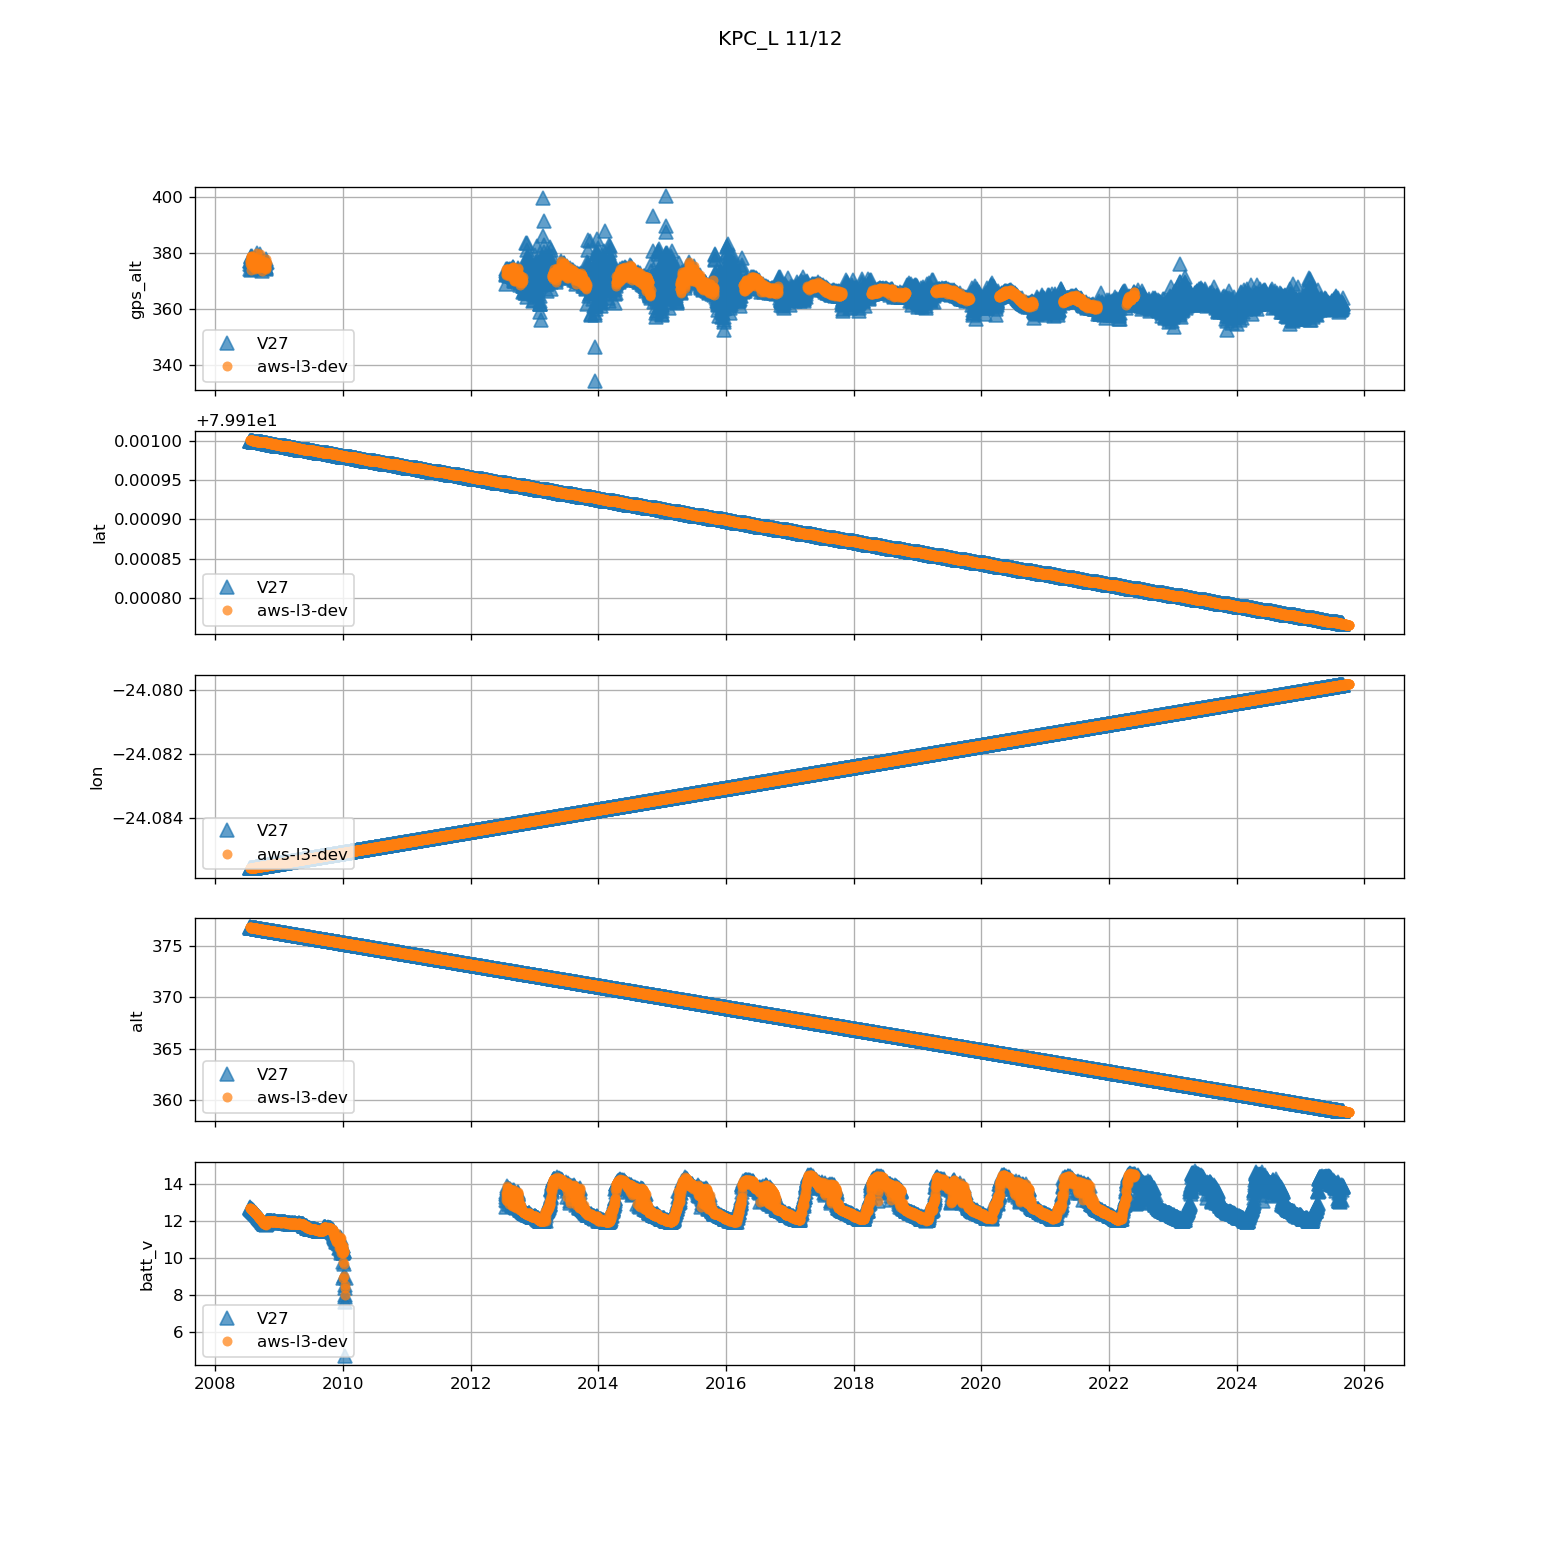 KPC_L 11/12
400
380
360
340
gps_alt
V27
aws-l3-dev
+7.991e1
0.00100
0.00095
0.00090
0.00085
0.00080
lat
V27
aws-l3-dev
−24.080
−24.082
−24.084
lon
V27
aws-l3-dev
375
370
365
360
alt
V27
aws-l3-dev
14
12
10
8
6
batt_v
V27
aws-l3-dev
2008 2010 2012 2014 2016 2018 2020 2022 2024 2026